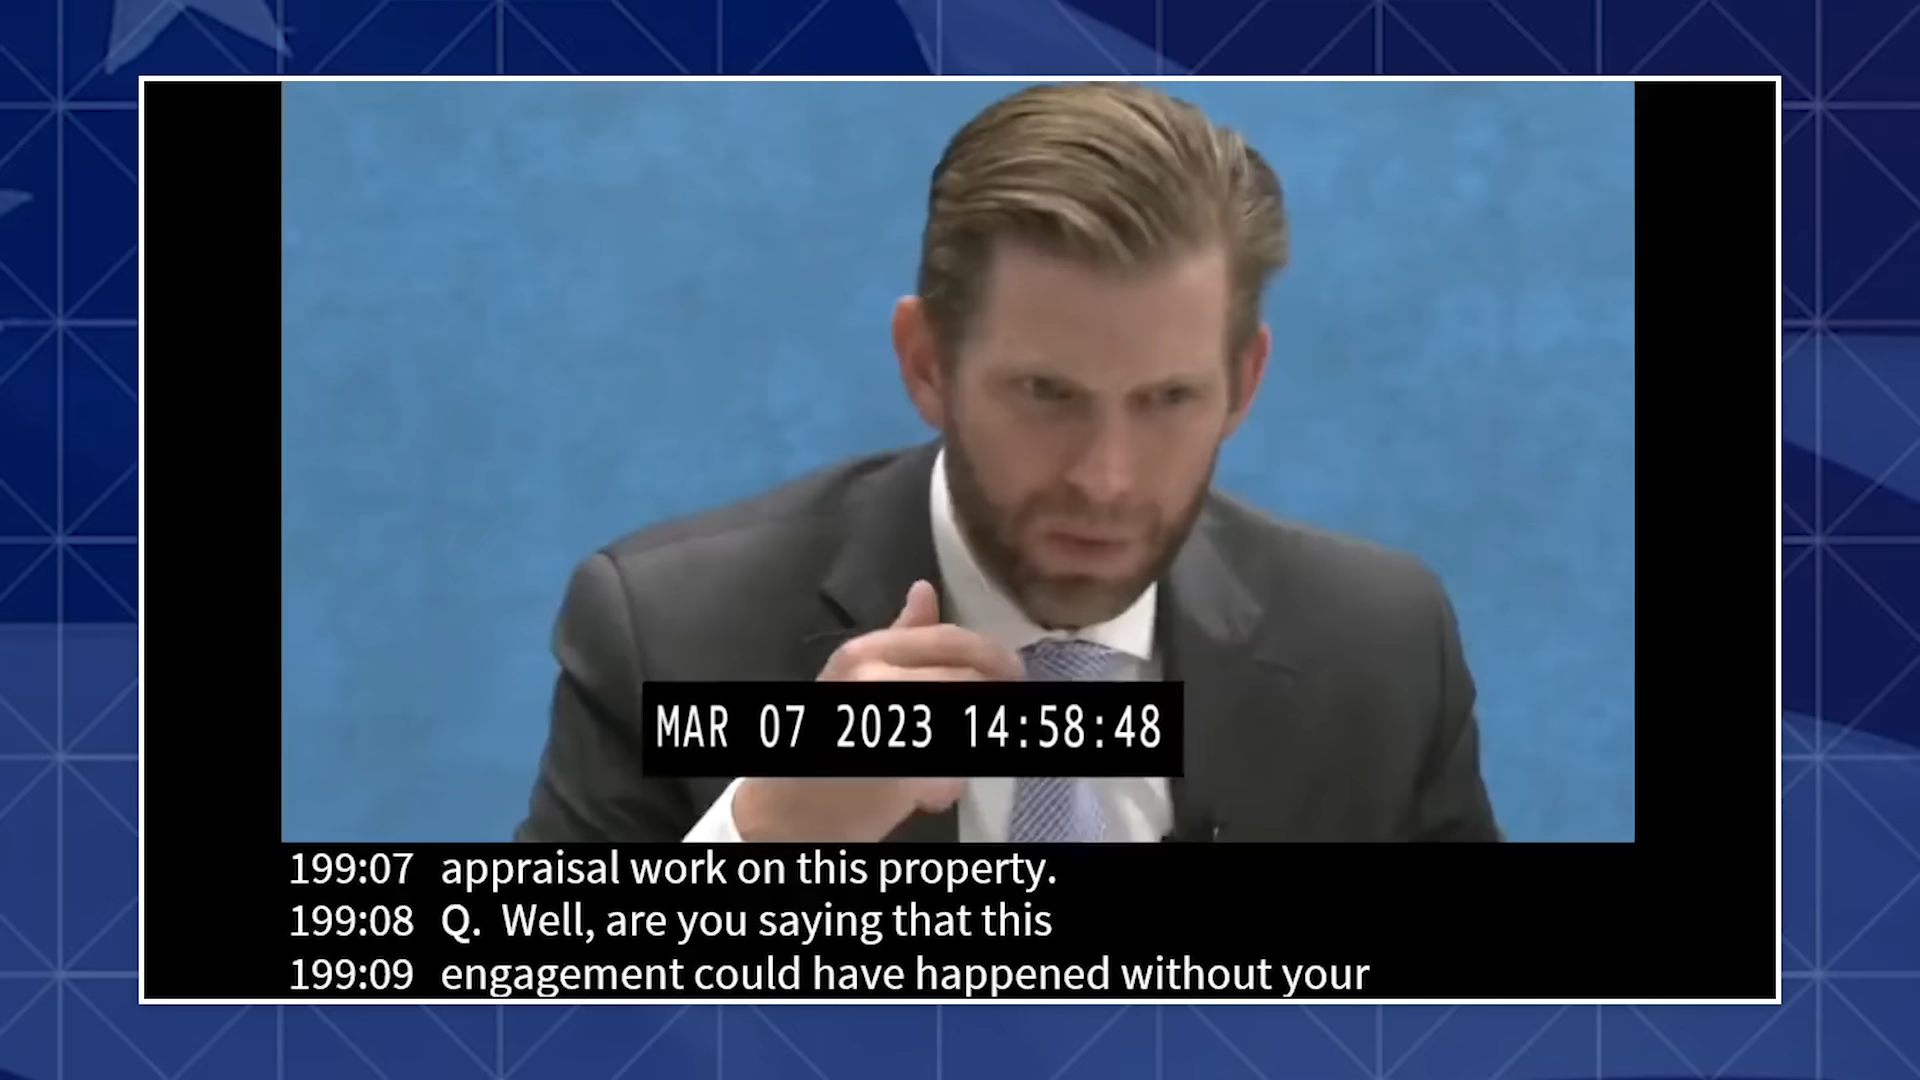 MAR 07 2023 14:58:48
199:07 appraisal work on this property.
199:08 Q. Well, are you saying that this
199:09 engagement could have happened without your